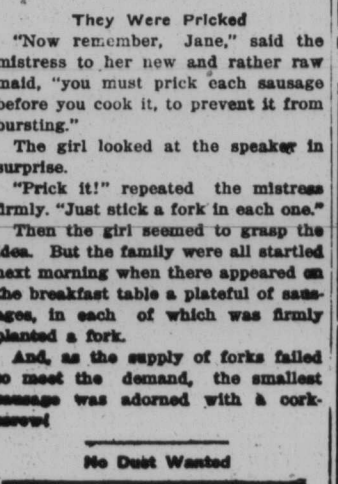 They Were Pricked
"Now remember, Jane," said the
mistress to her new and rather raw
maid, "you must prick each sausage
before you cook it, to prevent it from
bursting."
The girl looked at the speaker in
surprise.
"Prick it!" repeated the mistress
firmly. "Just stick a fork in each one."
Then the girl seemed to grasp the
idea. But the family were all startled
next morning when there appeared on
the breakfast table a plateful of saus-
ages, in each of which was firmly
planted a fork.
And, as the supply of forks failed
to meet the demand, the smallest
sausage was adorned with a cork-
screw!
No Dust Wanted